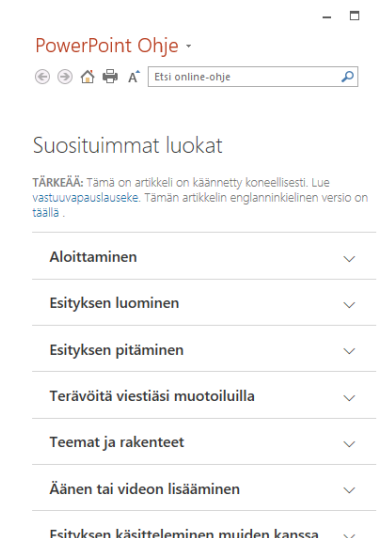 PowerPoint Ohje
Etsi online-ohje
Suosituimmat luokat
TÄRKEÄÄ: Tämä on artikkeli on käännetty koneellisesti. Lue
vastuuvapauslauseke. Tämän artikkelin englanninkielinen versio on
täällä .
Aloittaminen
Esityksen luominen
Esityksen pitäminen
Terävöitä viestiäsi muotoiluilla
Teemat ja rakenteet
Äänen tai videon lisääminen
Esityksen käsitteleminen muiden kanssa